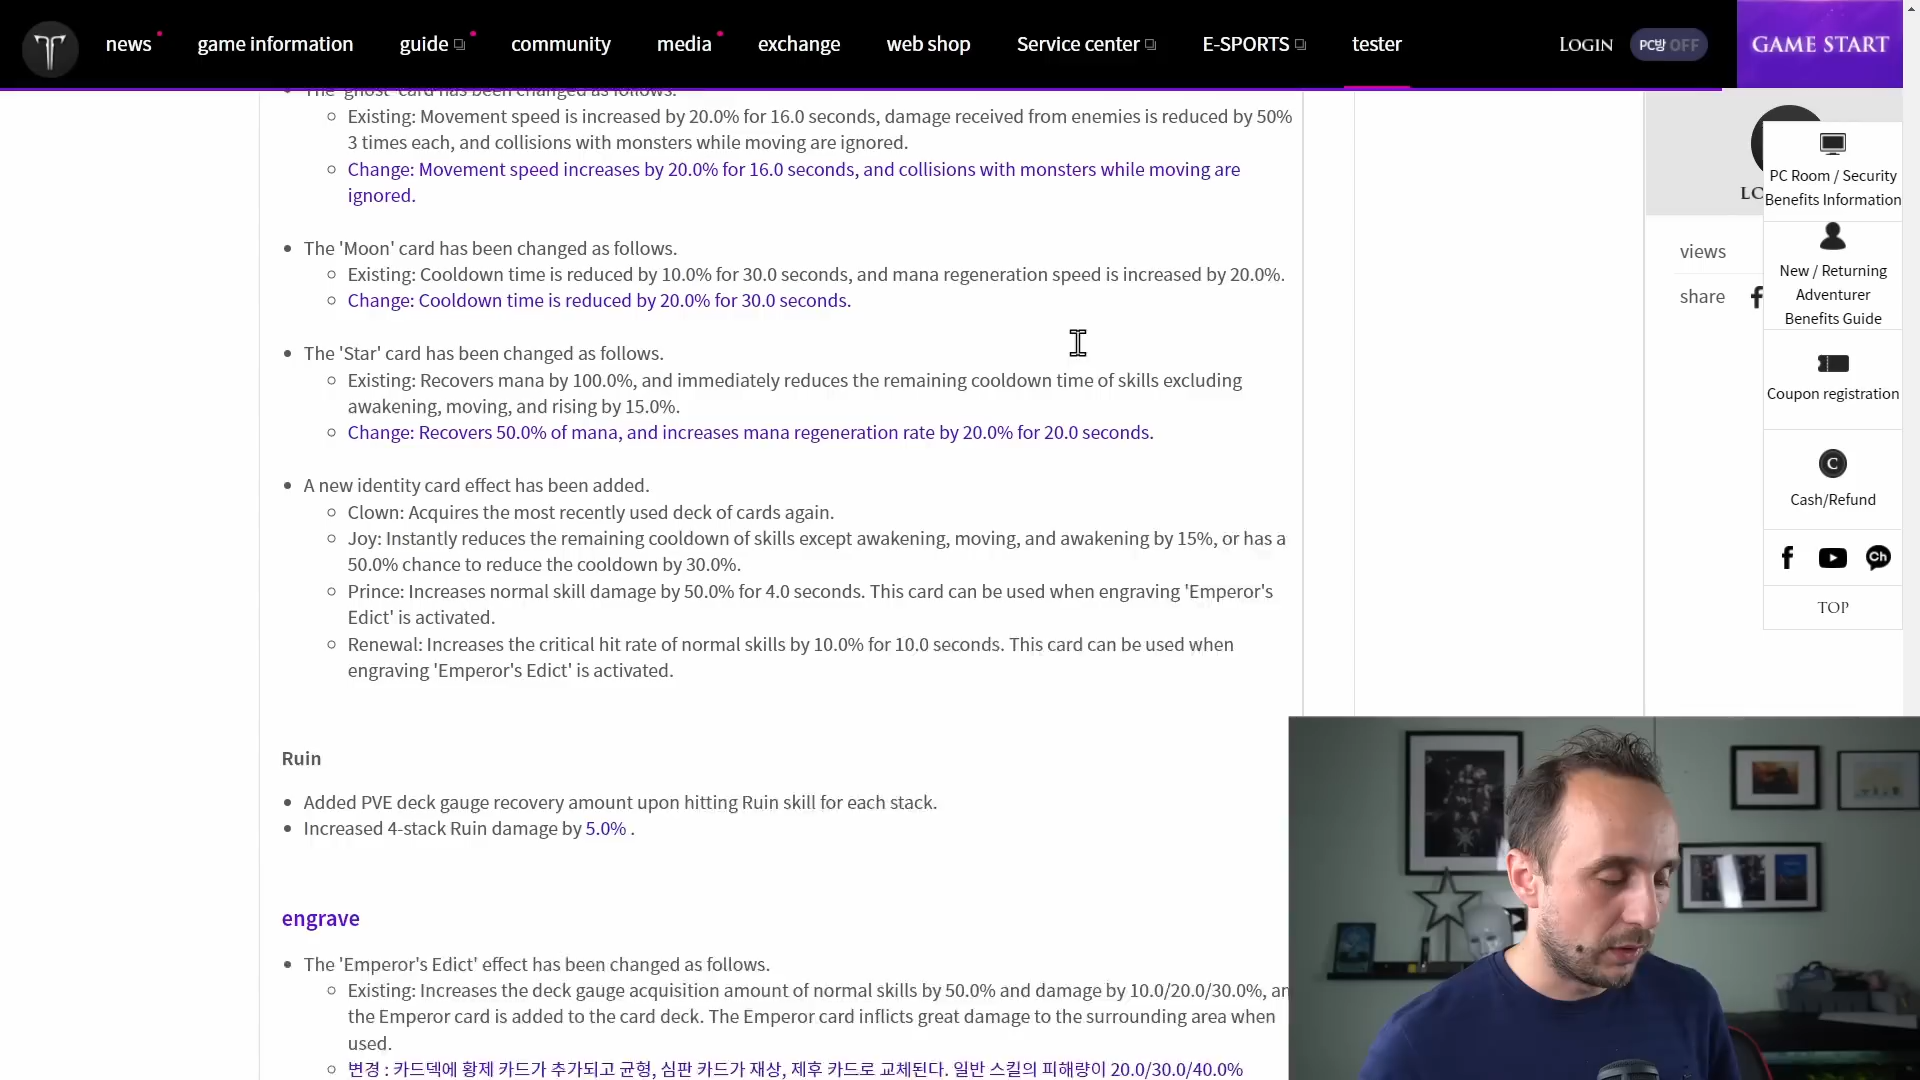 news
game information
guide
community
media
exchange
web shop
Service center
E-SPORTS
tester
LOGIN
PC방 OFF
GAME START
The 'ghost' card has been changed as follows.
Existing: Movement speed is increased by 20.0% for 16.0 seconds, damage received from enemies is reduced by 50%
3 times each, and collisions with monsters while moving are ignored.
Change: Movement speed increases by 20.0% for 16.0 seconds, and collisions with monsters while moving are
ignored.
The 'Moon' card has been changed as follows.
Existing: Cooldown time is reduced by 10.0% for 30.0 seconds, and mana regeneration speed is increased by 20.0%.
Change: Cooldown time is reduced by 20.0% for 30.0 seconds.
The 'Star' card has been changed as follows.
Existing: Recovers mana by 100.0%, and immediately reduces the remaining cooldown time of skills excluding
awakening, moving, and rising by 15.0%.
Change: Recovers 50.0% of mana, and increases mana regeneration rate by 20.0% for 20.0 seconds.
A new identity card effect has been added.
Clown: Acquires the most recently used deck of cards again.
Joy: Instantly reduces the remaining cooldown of skills except awakening, moving, and awakening by 15%, or has a
50.0% chance to reduce the cooldown by 30.0%.
Prince: Increases normal skill damage by 50.0% for 4.0 seconds. This card can be used when engraving 'Emperor's
Edict' is activated.
Renewal: Increases the critical hit rate of normal skills by 10.0% for 10.0 seconds. This card can be used when
engraving 'Emperor's Edict' is activated.
Ruin
Added PVE deck gauge recovery amount upon hitting Ruin skill for each stack.
Increased 4-stack Ruin damage by 5.0% .
engrave
The 'Emperor's Edict' effect has been changed as follows.
Existing: Increases the deck gauge acquisition amount of normal skills by 50.0% and damage by 10.0/20.0/30.0%, an
the Emperor card is added to the card deck. The Emperor card inflicts great damage to the surrounding area when
used.
변경 : 카드덱에 황제 카드가 추가되고 균형, 심판 카드가 재상, 제후 카드로 교체된다. 일반 스킬의 피해량이 20.0/30.0/40.0%
LO
views
share
PC Room / Security
Benefits Information
New / Returning
Adventurer
Benefits Guide
Coupon registration
C
Cash/Refund
f
Ch
TOP